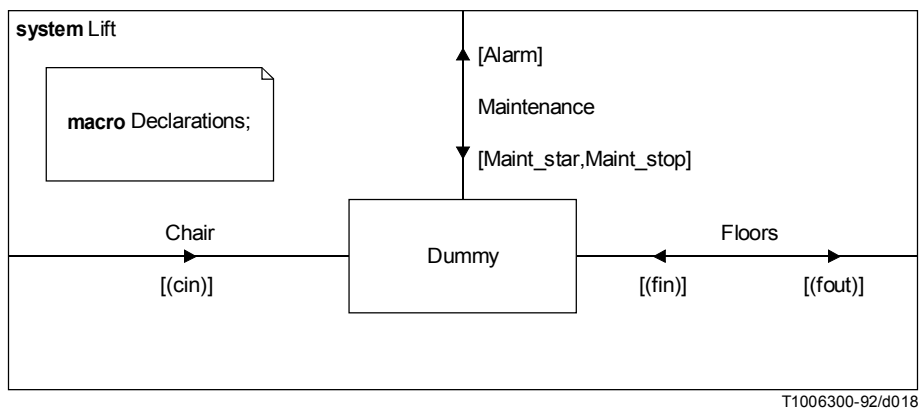 system Lift
[Alarm]
macro Declarations;
Maintenance
[Maint_star,Maint_stop]
Chair
Dummy
Floors
[(cin)]
[(fin)]
[(fout)]
T1006300-92/d018